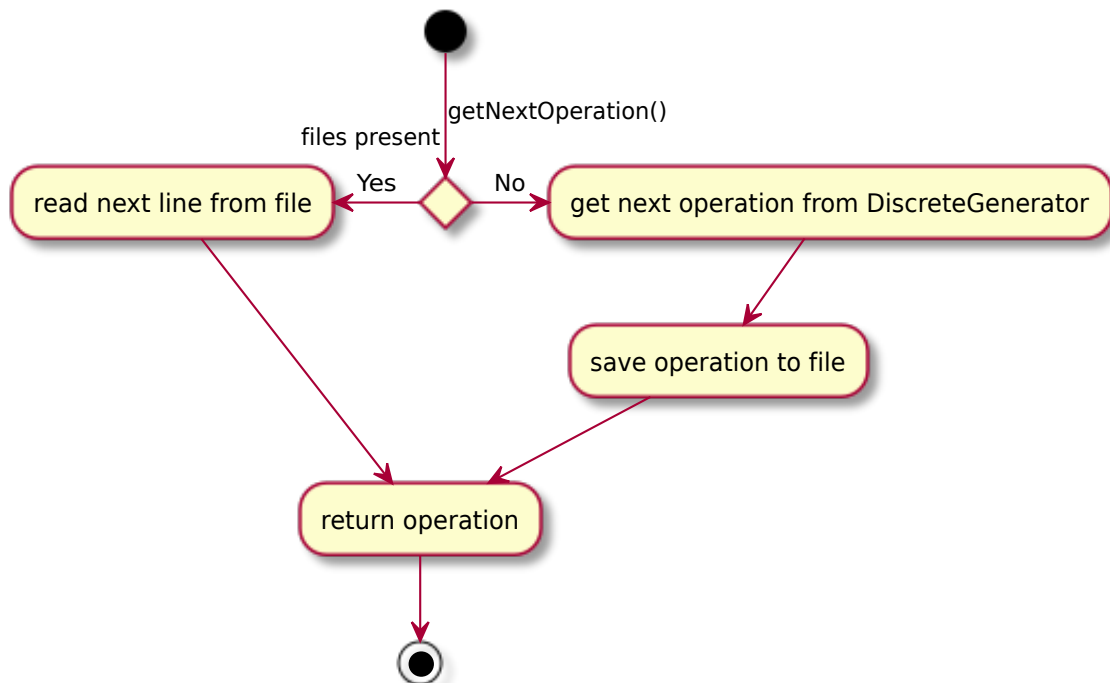 getNextOperation()
files present
Yes
No
read next line from file
get next operation from DiscreteGenerator
save operation to file
return operation